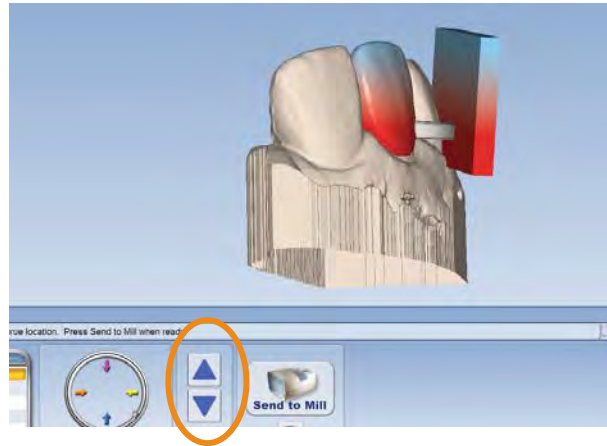 rue location. Press Send to Mill when read
Send to Mill